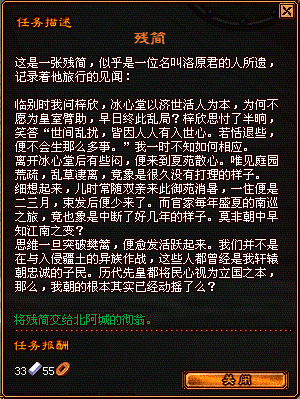 任务描述
残简
这是一张残简，似乎是一位名叫洛原君的人所遗，
记录着他旅行的见闻：
临别时我问梓欣，冰心堂以济世活人为本，为何不
愿为皇室臂助，早日终此乱局？梓欣思忖了半晌，
笑答“世间乱扰，皆因人人有入世心。若恬退些，
便不会生那么多事。”我一时不知如何相应。
离开冰心堂后有些闷，便来到夏苑散心。唯见庭园
荒疏，乱草凄离，竟象是很久没有打理的样子。
细想起来，儿时常随双亲来此御苑消暑，一住便是
二三月，束发后便少来了。而官家每年盛夏的南巡
之旅，竟也象是中断了好几年的样子。莫非朝中早
知江南之变？
思维一旦突破樊篱，便愈发活跃起来。我们并不是
在与入侵疆土的异族作战，这些人都曾经是我轩辕
朝忠诚的子民。历代先皇都将民心视为立国之本，
那么，我朝的根本其实已经动摇了么？
将残简交给北阿城的彻翡。
任务报酬
33 55
关闭